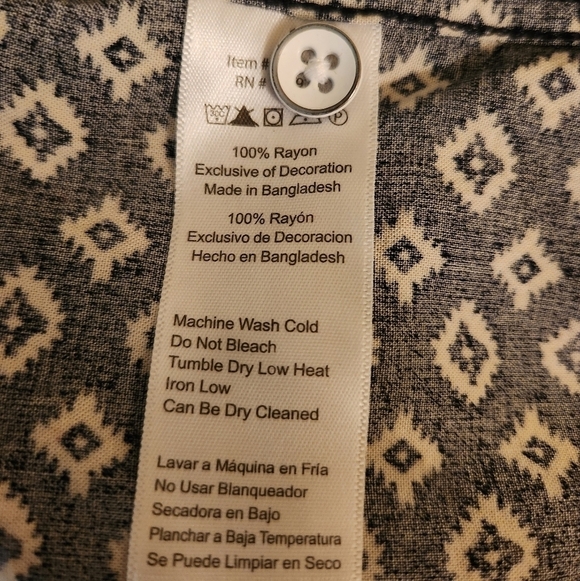 Item #
RN #
100% Rayon
Exclusive of Decoration
Made in Bangladesh
100% Rayón
Exclusivo de Decoracion
Hecho en Bangladesh
Machine Wash Cold
Do Not Bleach
Tumble Dry Low Heat
Iron Low
Can Be Dry Cleaned
Lavar a Máquina en Fría
No Usar Blanqueador
Secadora en Bajo
Planchar a Baja Temperatura
Se Puede Limpiar en Seco